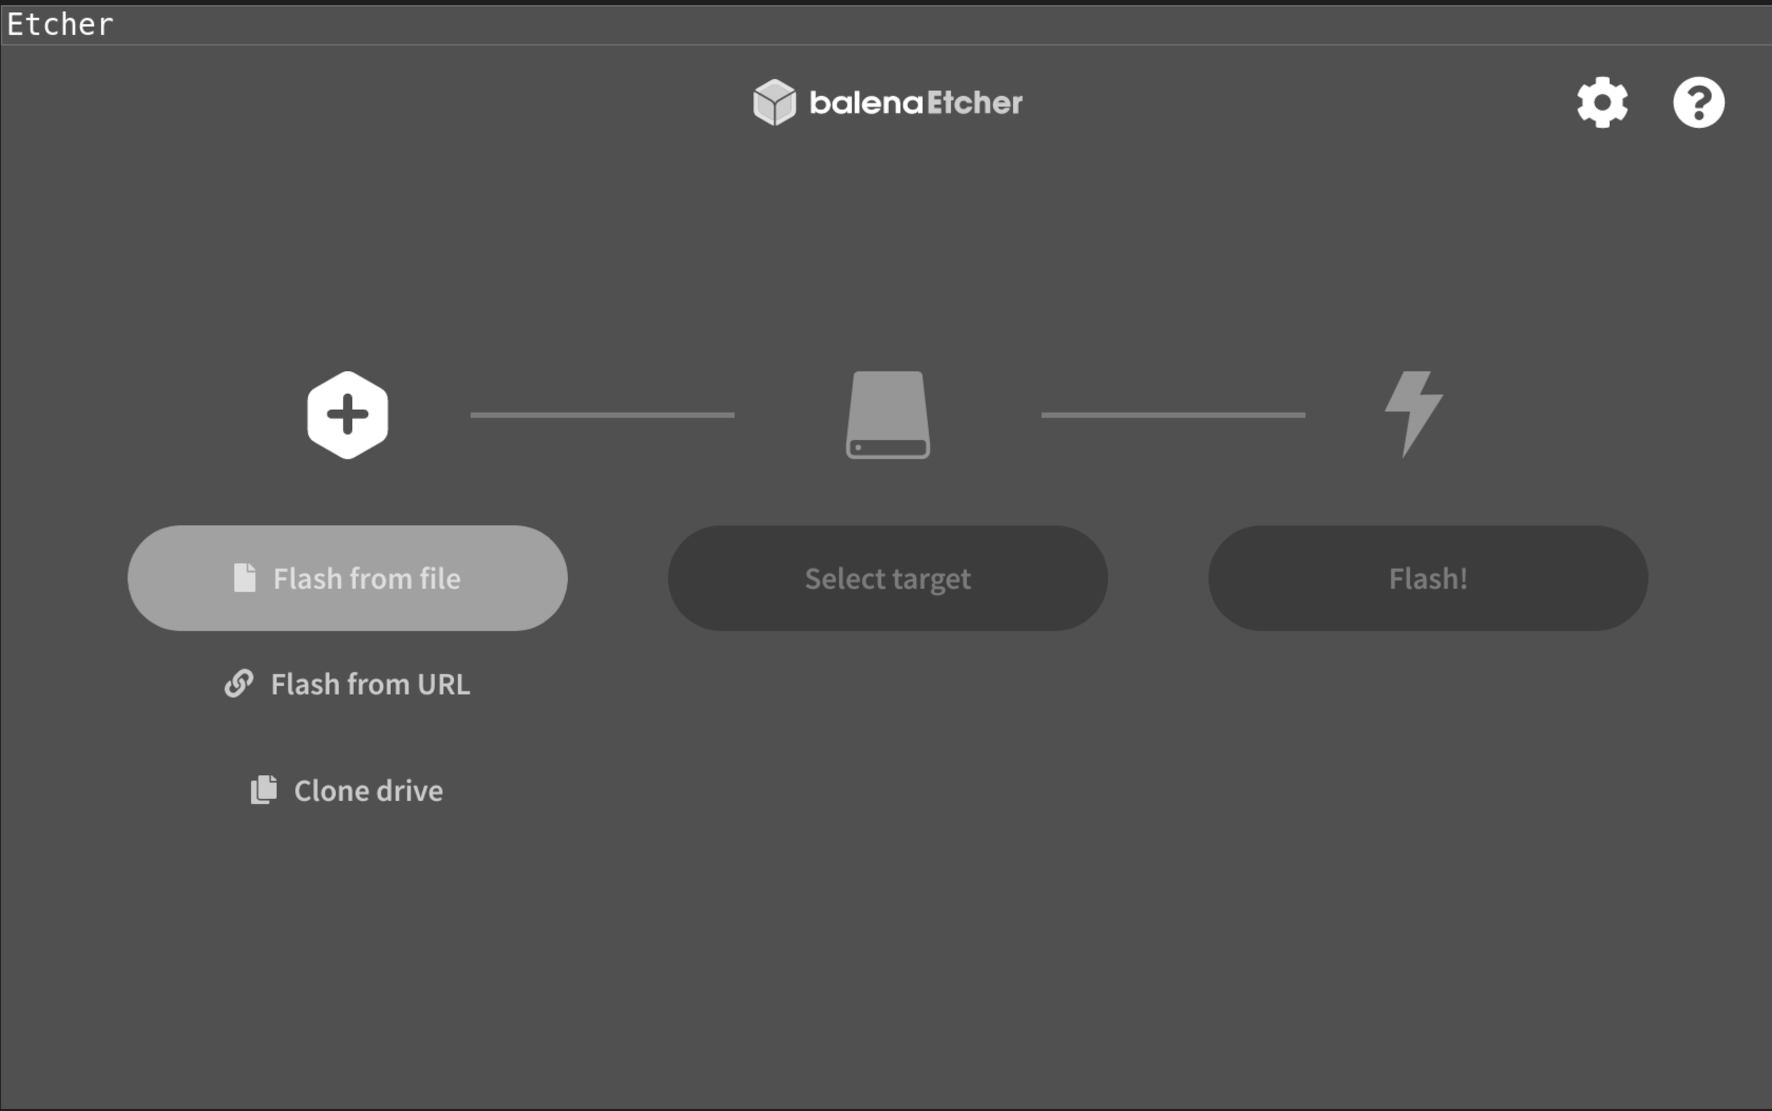 Etcher
balenaEtcher
Flash from file
Select target
Flash!
Flash from URL
Clone drive